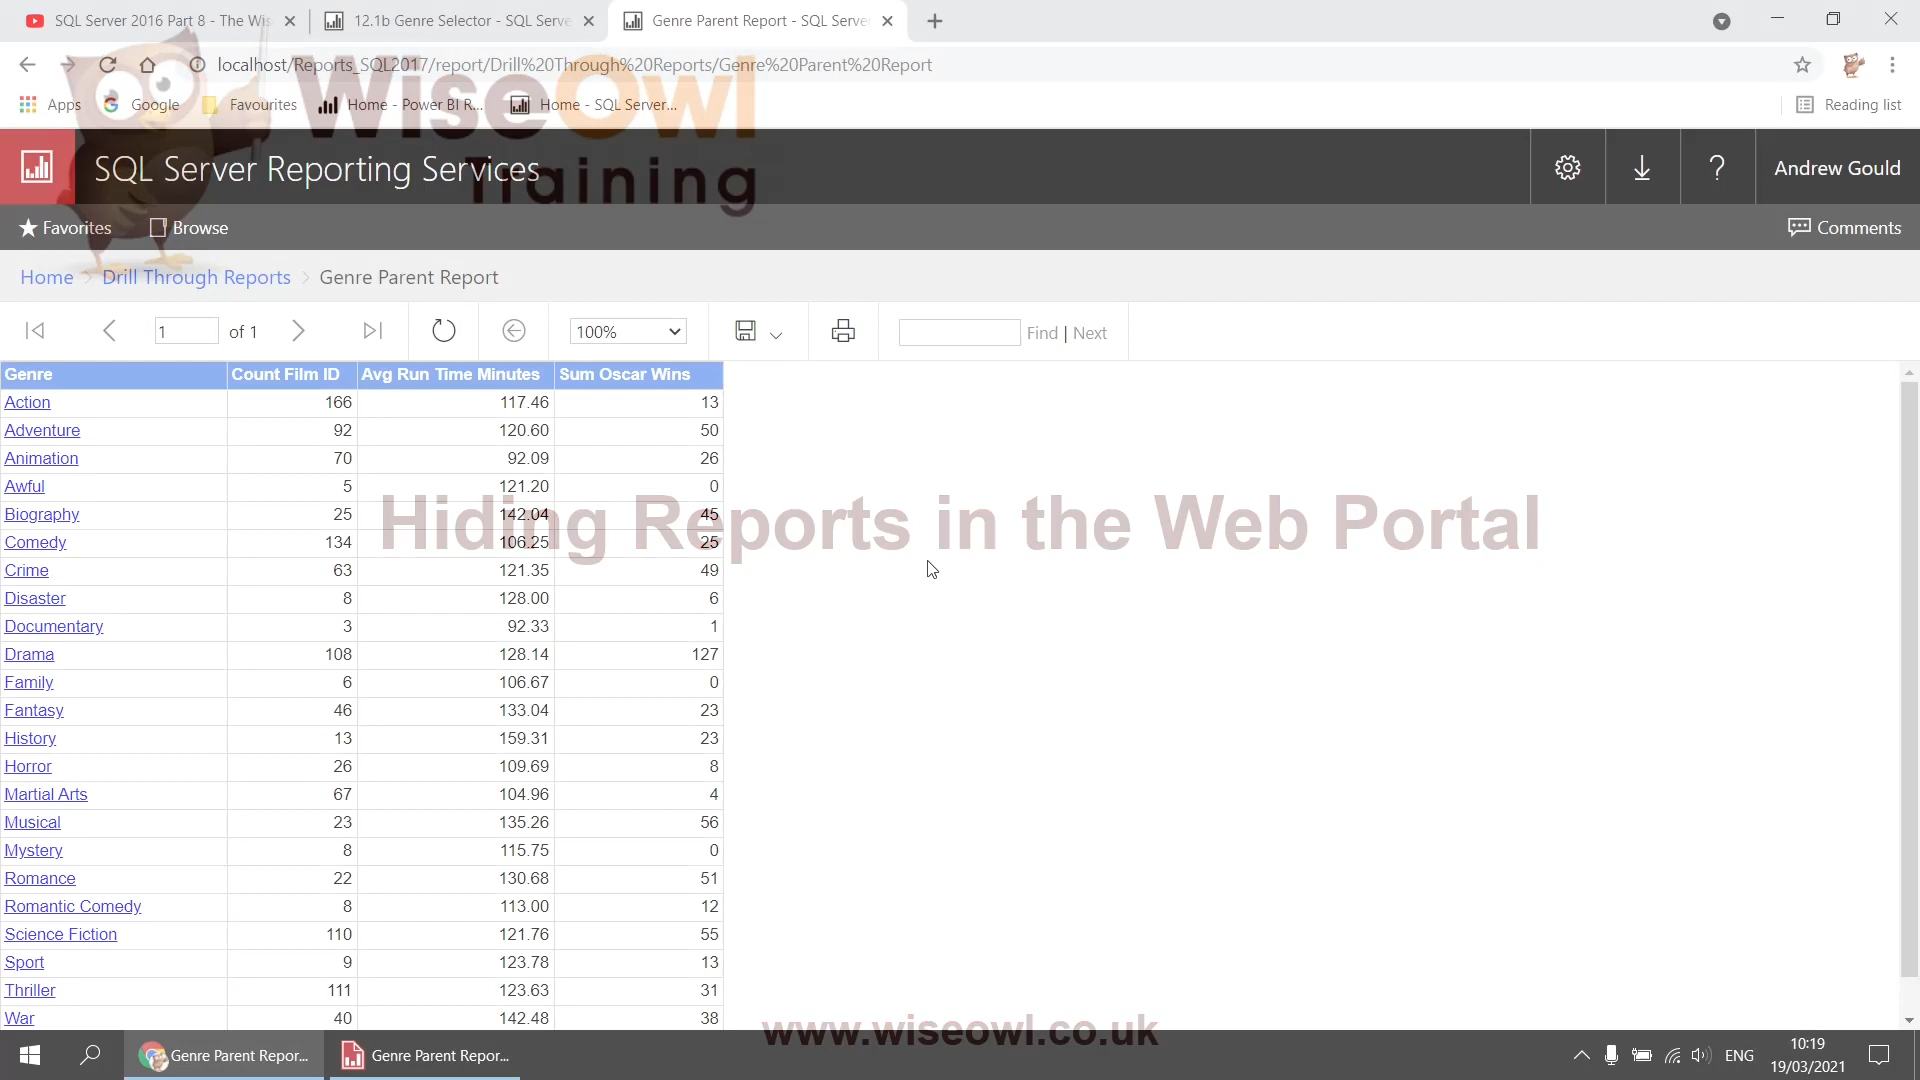 SQL Server 2016 Part 8 - The Wis
12.1b Genre Selector - SQL Serve
Genre Parent Report - SQL Server
localhost/Reports_SQL2017/report/Drill%20Through%20Reports/Genre%20Parent%20Report
Apps
Google
Favourites
Home - Power BI R...
Home - SQL Server...
Reading list
WiseOwl
Training
SQL Server Reporting Services
?
Andrew Gould
Favorites
Browse
Comments
Home > Drill Through Reports > Genre Parent Report
1 of 1
100%
Find | Next
Genre Count Film ID Avg Run Time Minutes Sum Oscar Wins
Action 166 117.46 13
Adventure 92 120.60 50
Animation 70 92.09 26
Awful 5 121.20 0
Biography 25 142.04 45
Hiding Reports in the Web Portal
Comedy 134 106.25 25
Crime 63 121.35 49
Disaster 8 128.00 6
Documentary 3 92.33 1
Drama 108 128.14 127
Family 6 106.67 0
Fantasy 46 133.04 23
History 13 159.31 23
Horror 26 109.69 8
Martial Arts 67 104.96 4
Musical 23 135.26 56
Mystery 8 115.75 0
Romance 22 130.68 51
Romantic Comedy 8 113.00 12
Science Fiction 110 121.76 55
Sport 9 123.78 13
Thriller 111 123.63 31
War 40 142.48 38
www.wiseowl.co.uk
Genre Parent Repor...
Genre Parent Repor...
ENG
10:19
19/03/2021